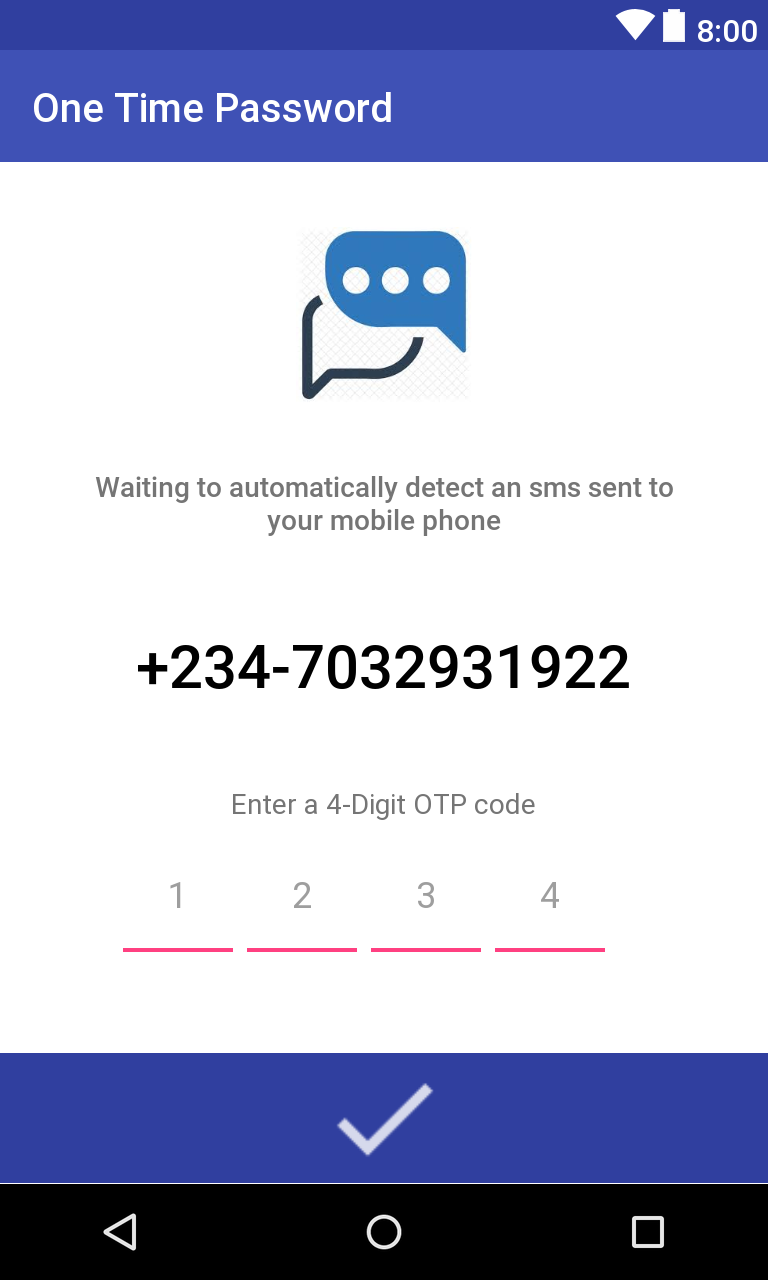 8:00
One Time Password
Waiting to automatically detect an sms sent to
your mobile phone
+234-7032931922
Enter a 4-Digit OTP code
1 2 3 4